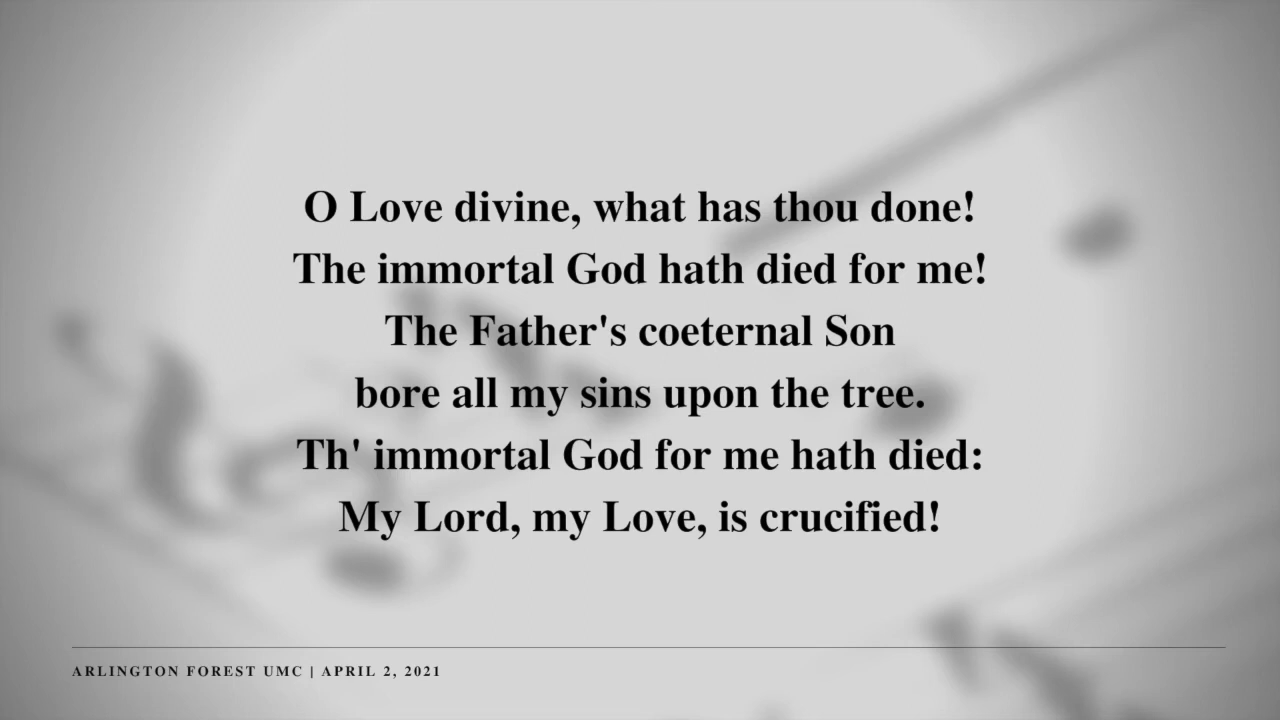 O Love divine, what has thou done!
The immortal God hath died for me!
The Father's coeternal Son
bore all my sins upon the tree.
Th' immortal God for me hath died:
My Lord, my Love, is crucified!
ARLINGTON FOREST UMC | APRIL 2, 2021